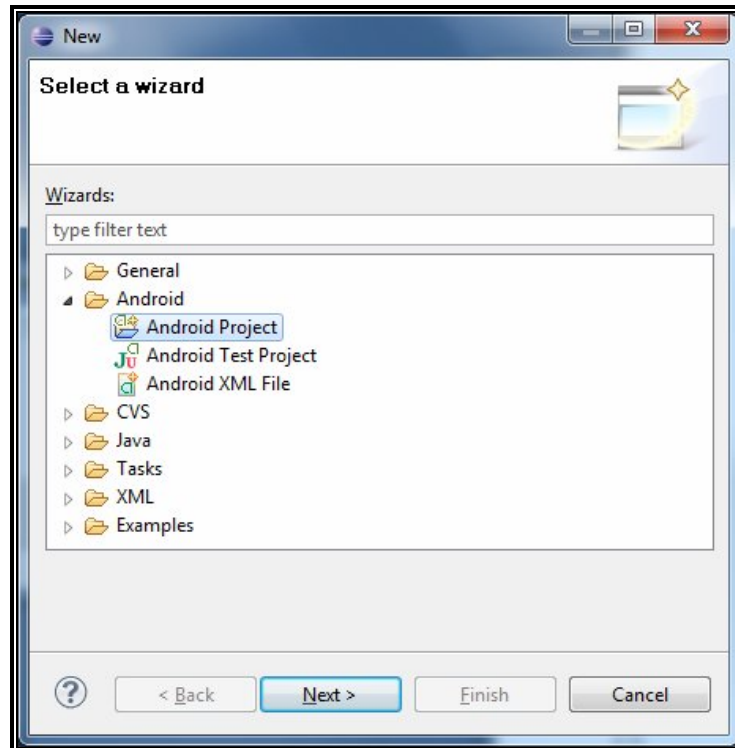 New
Select a wizard
Wizards:
type filter text
General
Android
Android Project
Android Test Project
Android XML File
CVS
Java
Tasks
XML
Examples
? < Back Next > Finish Cancel